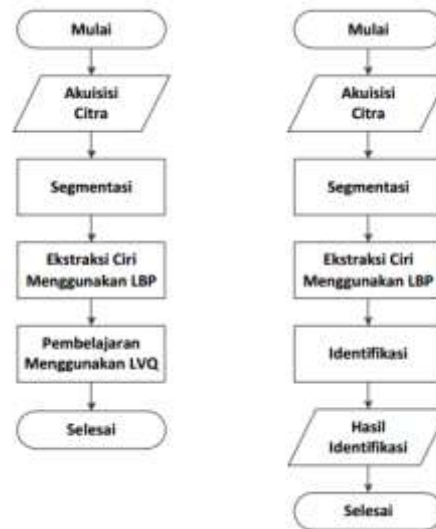 Mulai
Akuisisi
Citra
Segmentasi
Ekstraksi Ciri
Menggunakan LBP
Pembelajaran
Menggunakan LVQ
Selesai
Mulai
Akuisisi
Citra
Segmentasi
Ekstraksi Ciri
Menggunakan LBP
Identifikasi
Hasil
Identifikasi
Selesai